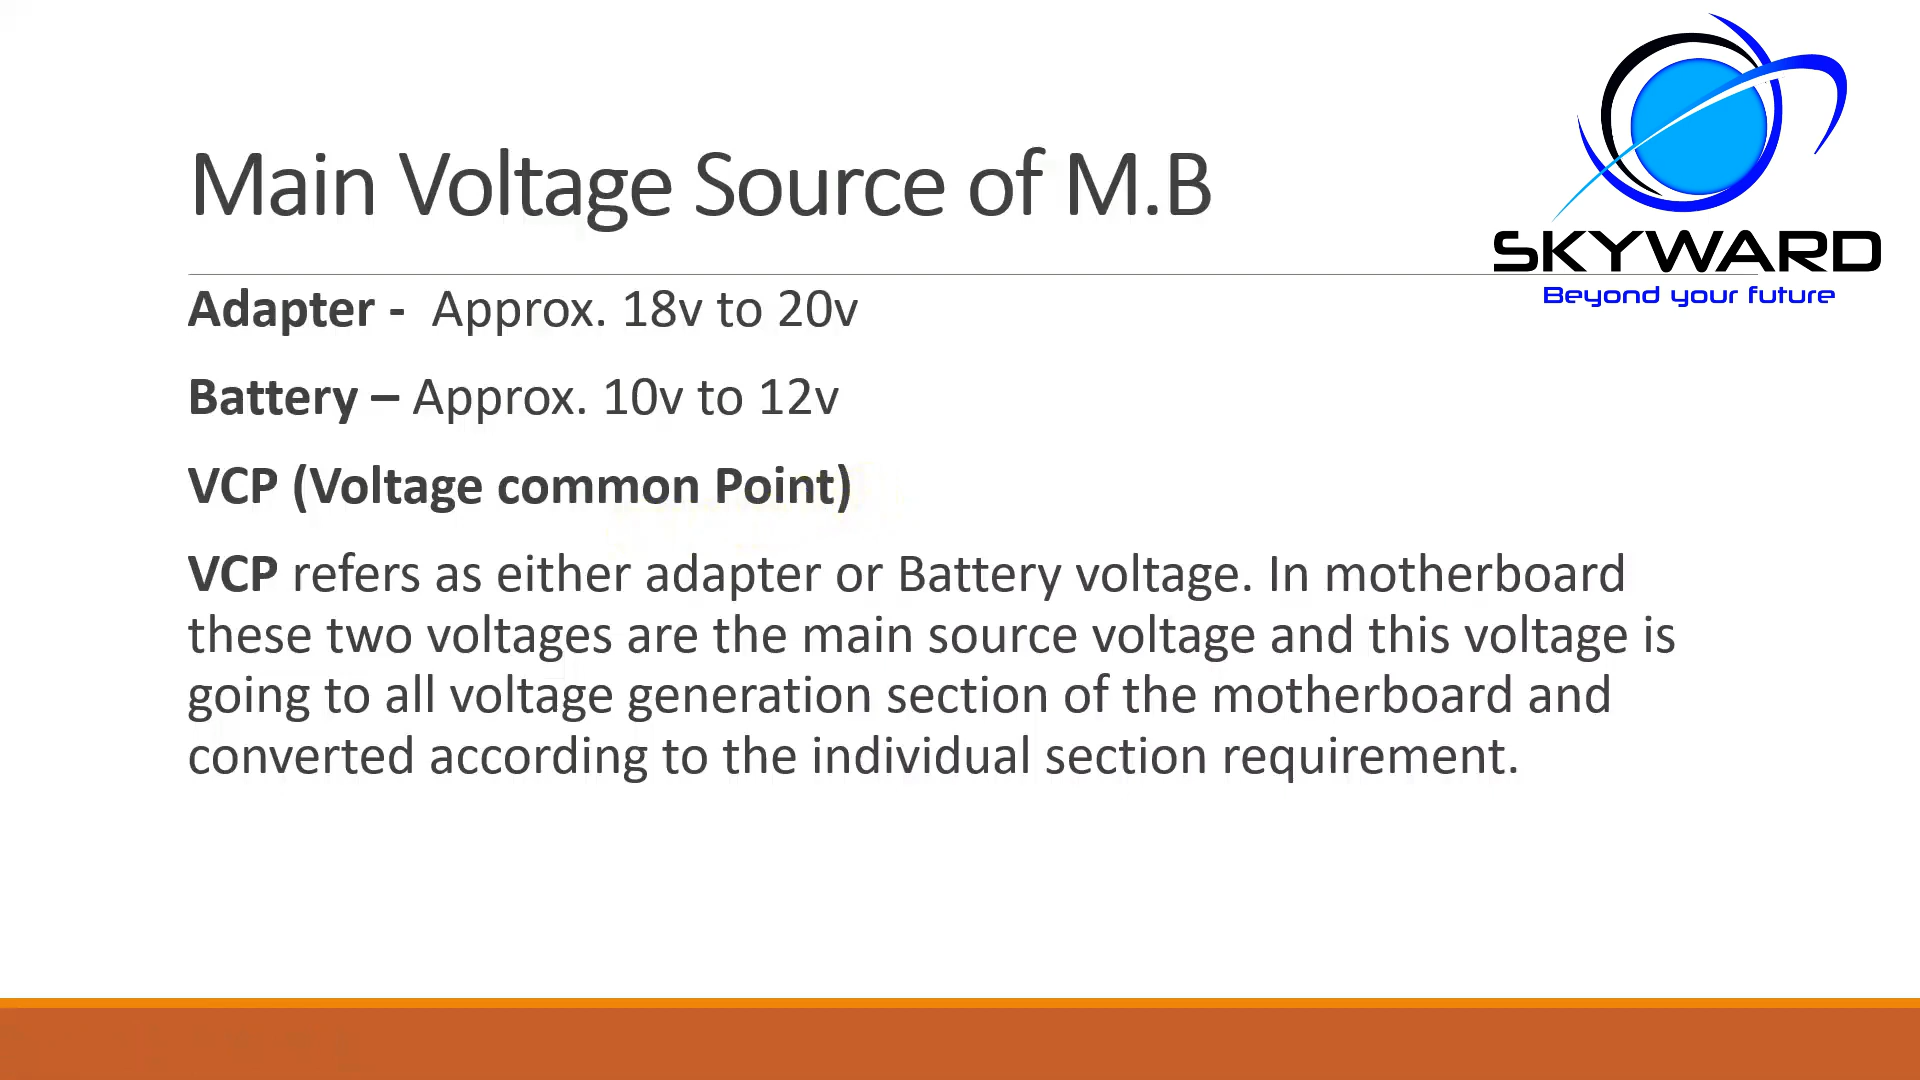 SKYWARD
Beyond your future
Main Voltage Source of M.B
Adapter - Approx. 18v to 20v
Battery – Approx. 10v to 12v
VCP (Voltage common Point)
VCP refers as either adapter or Battery voltage. In motherboard
these two voltages are the main source voltage and this voltage is
going to all voltage generation section of the motherboard and
converted according to the individual section requirement.